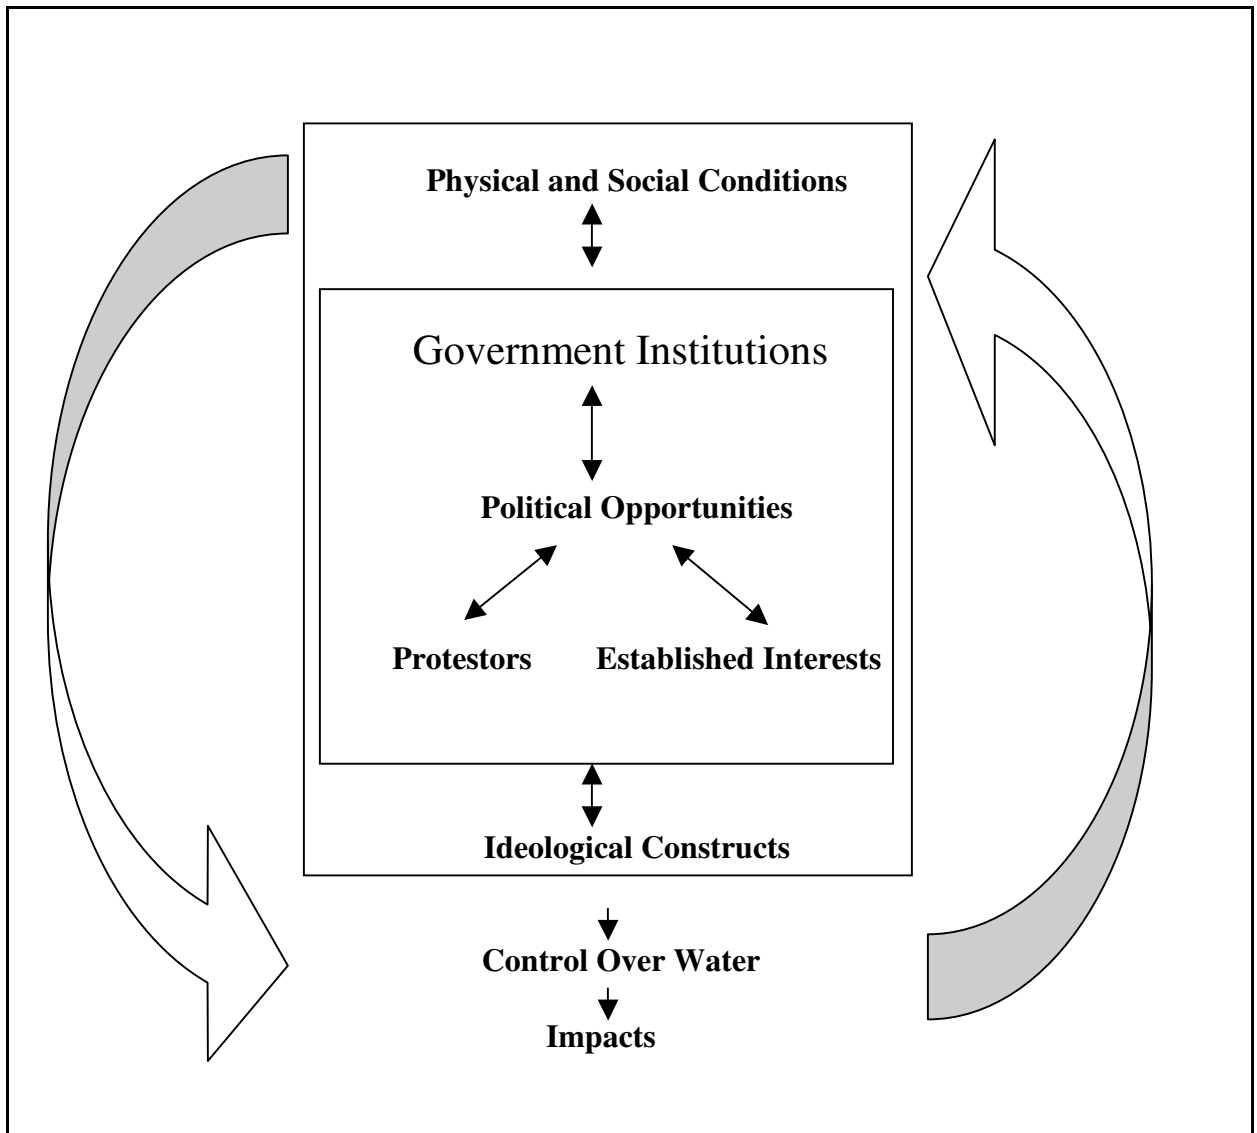 Physical and Social Conditions
Government Institutions
Political Opportunities
Protestors Established Interests
Ideological Constructs
Control Over Water
Impacts